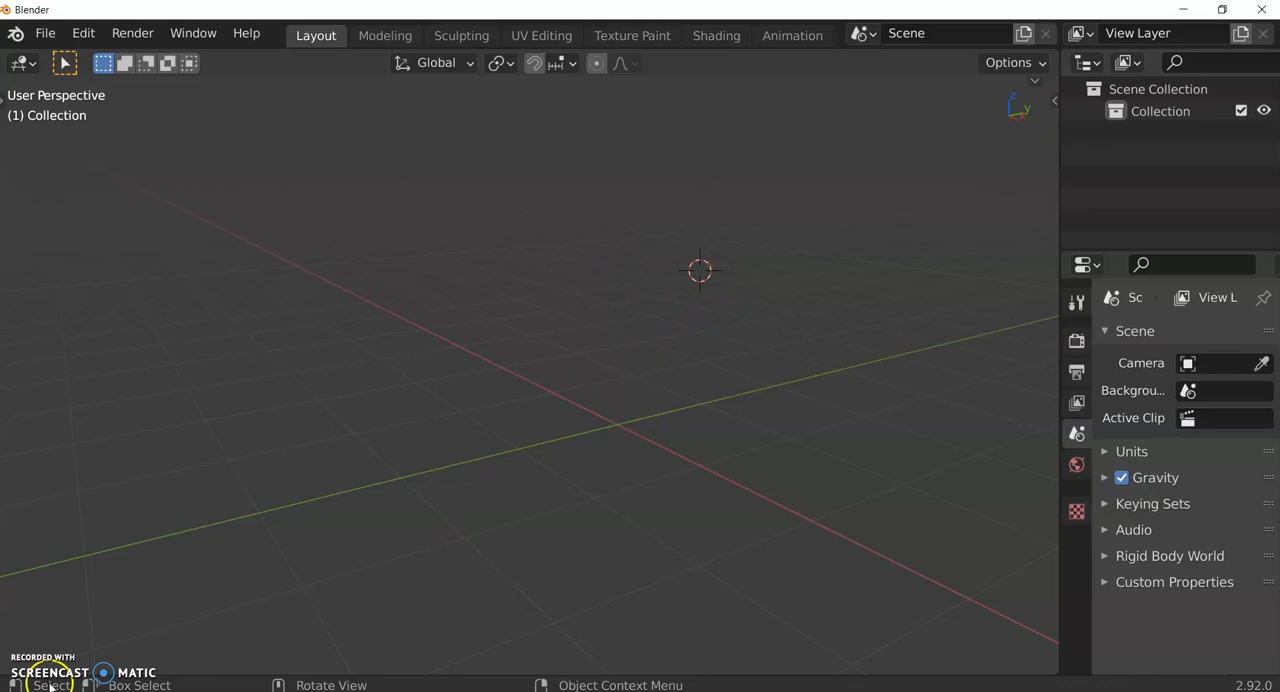 Blender
File Edit Render Window Help Layout Modeling Sculpting UV Editing Texture Paint Shading Animation Scene View Layer
Global Options
User Perspective
(1) Collection
Z
Y
Scene Collection
Collection
Sc View L
Scene
Camera
Backgrou...
Active Clip
Units
Gravity
Keying Sets
Audio
Rigid Body World
Custom Properties
RECORDED WITH
SCREENCAST MATIC
Select Box Select Rotate View Object Context Menu 2.92.0